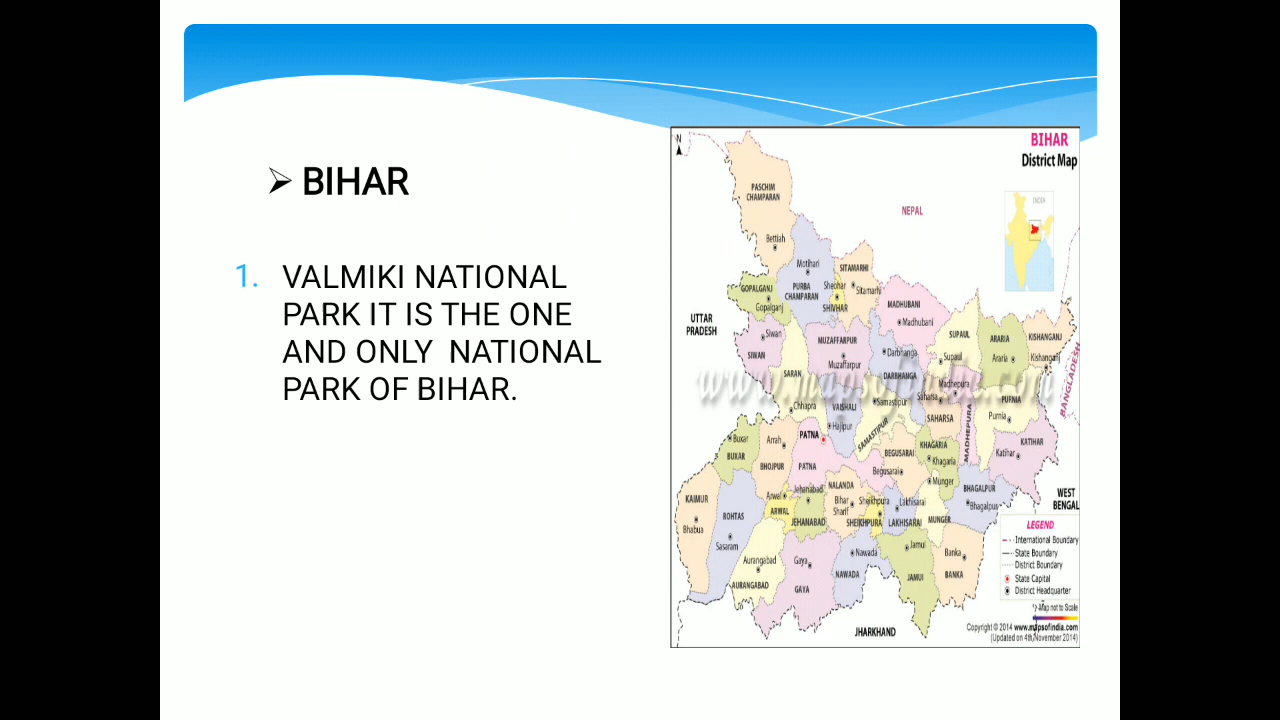 ➢ BIHAR
1. VALMIKI NATIONAL
PARK IT IS THE ONE
AND ONLY NATIONAL
PARK OF BIHAR.
BIHAR
District Map
N
INDIA
NEPAL
PASCHIM
CHAMPARAN
Bettiah
Motihari
PURBA
CHAMPARAN
SITAMARHI
Sitamarhi
Sheohar
SHIVHAR
GOPALGANJ
Gopalganj
UTTAR
PRADESH
Siwan
SIWAN
SARAN
Chhapra
MUZAFFARPUR
Muzaffarpur
MADHUBANI
Madhubani
Darbhanga
DARBHANGA
SUPAUL
Supaul
ARARIA
Araria
KISHANGANJ
Kishanganj
BANGLADESH
www.mapsofindia.com
Madhepura
MADHEPURA
Saharsa
SAHARSA
PURNIA
Purnia
VAISHALI
Hajipur
Samastipur
SAMASTIPUR
KATIHAR
Katihar
Buxar
BUXAR
Arrah
BHOJPUR
PATNA
PATNA
BEGUSARAI
Begusarai
KHAGARIA
Khagaria
Munger
MUNGER
BHAGALPUR
Bhagalpur
WEST
BENGAL
KAIMUR
Bhabua
ROHTAS
Sasaram
Arwal
ARWAL
Jehanabad
JEHANABAD
NALANDA
Bihar
Sharif
Sheikhpura
SHEIKHPURA
Lakhisarai
LAKHISARAI
Aurangabad
AURANGABAD
Gaya
GAYA
Nawada
NAWADA
Jamui
JAMUI
Banka
BANKA
JHARKHAND
LEGEND
International Boundary
State Boundary
District Boundary
State Capital
District Headquarter
Map not to Scale
Copyright © 2014 www.mapsofindia.com
(Updated on 4th November 2014)